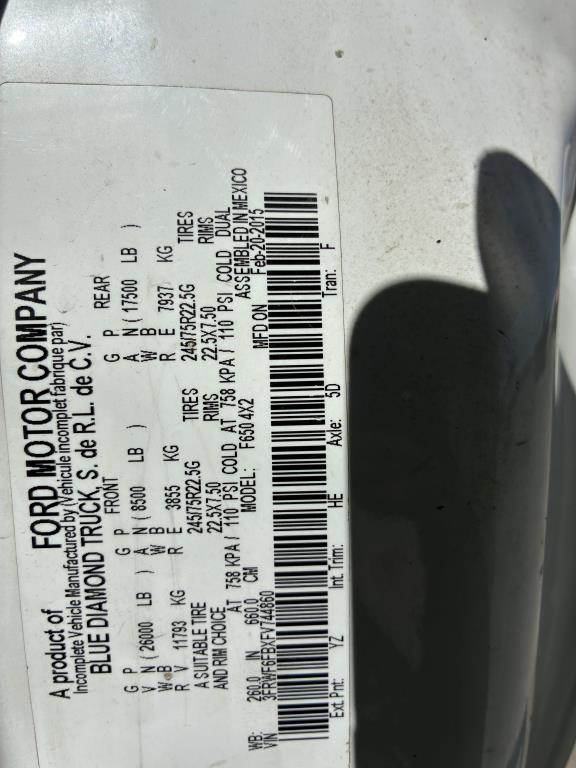 A product of
FORD MOTOR COMPANY
Incomplete Vehicle Manufactured by (Vehicule incomplet fabrique par)
BLUE DIAMOND TRUCK, S. de R.L. de C.V.
FRONT REAR
G P G P G P
V N ( 26000 LB ) A N ( 8500 LB ) A N ( 17500 LB )
W B W B W B
R V 11793 KG R E 3855 KG R E 7937 KG
A SUITABLE TIRE 245/75R22.5G TIRES 245/75R22.5G TIRES
AND RIM CHOICE 22.5X7.50 RIMS 22.5X7.50 RIMS
AT 758 KPA / 110 PSI COLD AT 758 KPA / 110 PSI COLD DUAL
MODEL: F650 4X2 ASSEMBLED IN MEXICO
WB: 260.0 IN 660.0 CM MFD ON Feb-20-2015
VIN 3FRWF6FBXFV744860
Ext Pnt: YZ Int Trim: HE Axle: 5D Tran: F